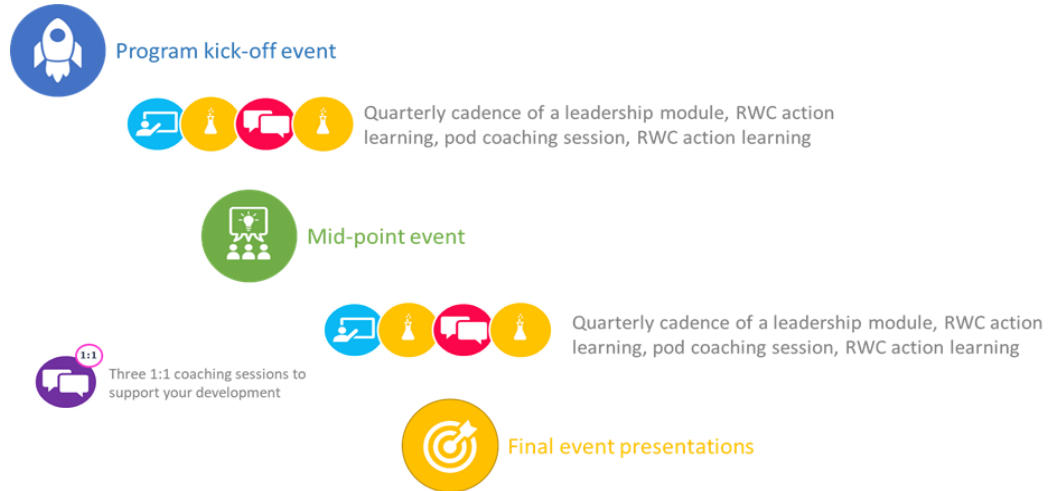 Program kick-off event
Quarterly cadence of a leadership module, RWC action
learning, pod coaching session, RWC action learning
Mid-point event
Quarterly cadence of a leadership module, RWC action
learning, pod coaching session, RWC action learning
1:1
Three 1:1 coaching sessions to
support your development
Final event presentations